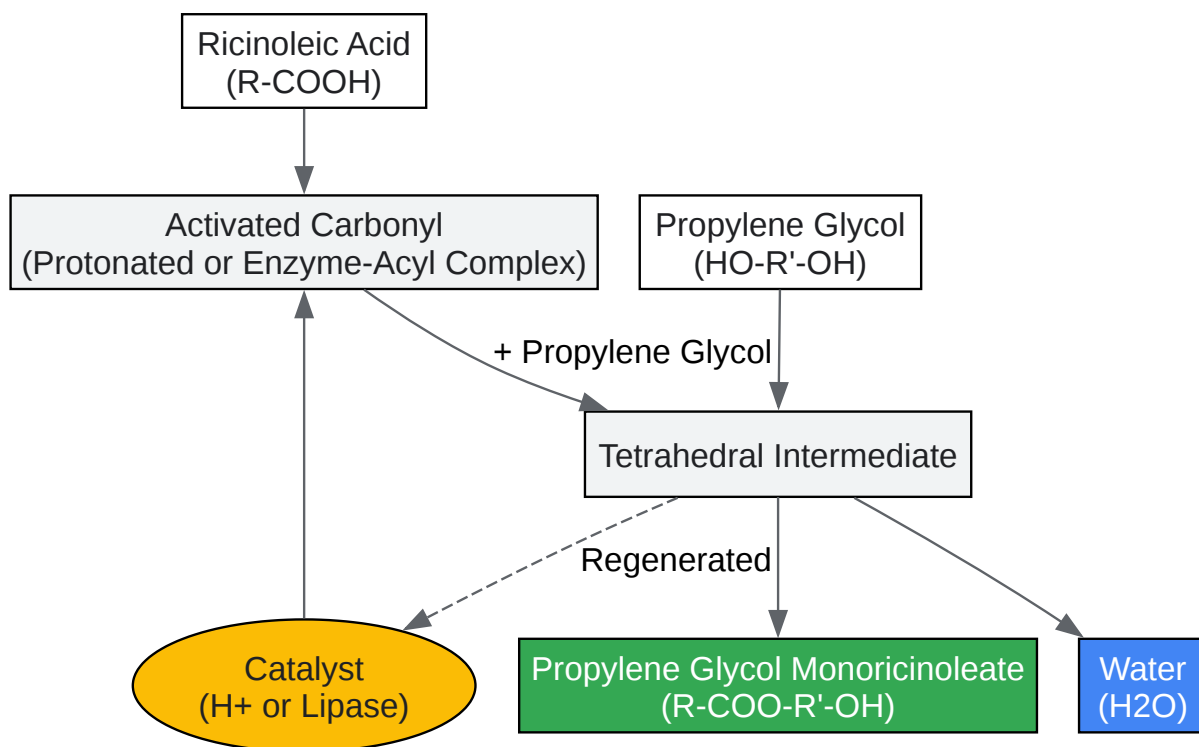 Ricinoleic Acid
(R-COOH)
Activated Carbonyl
(Protonated or Enzyme-Acyl Complex)
Propylene Glycol
(HO-R'-OH)
+ Propylene Glycol
Tetrahedral Intermediate
Regenerated
Catalyst
(H+ or Lipase)
Propylene Glycol Monoricinoleate
(R-COO-R'-OH)
Water
(H2O)